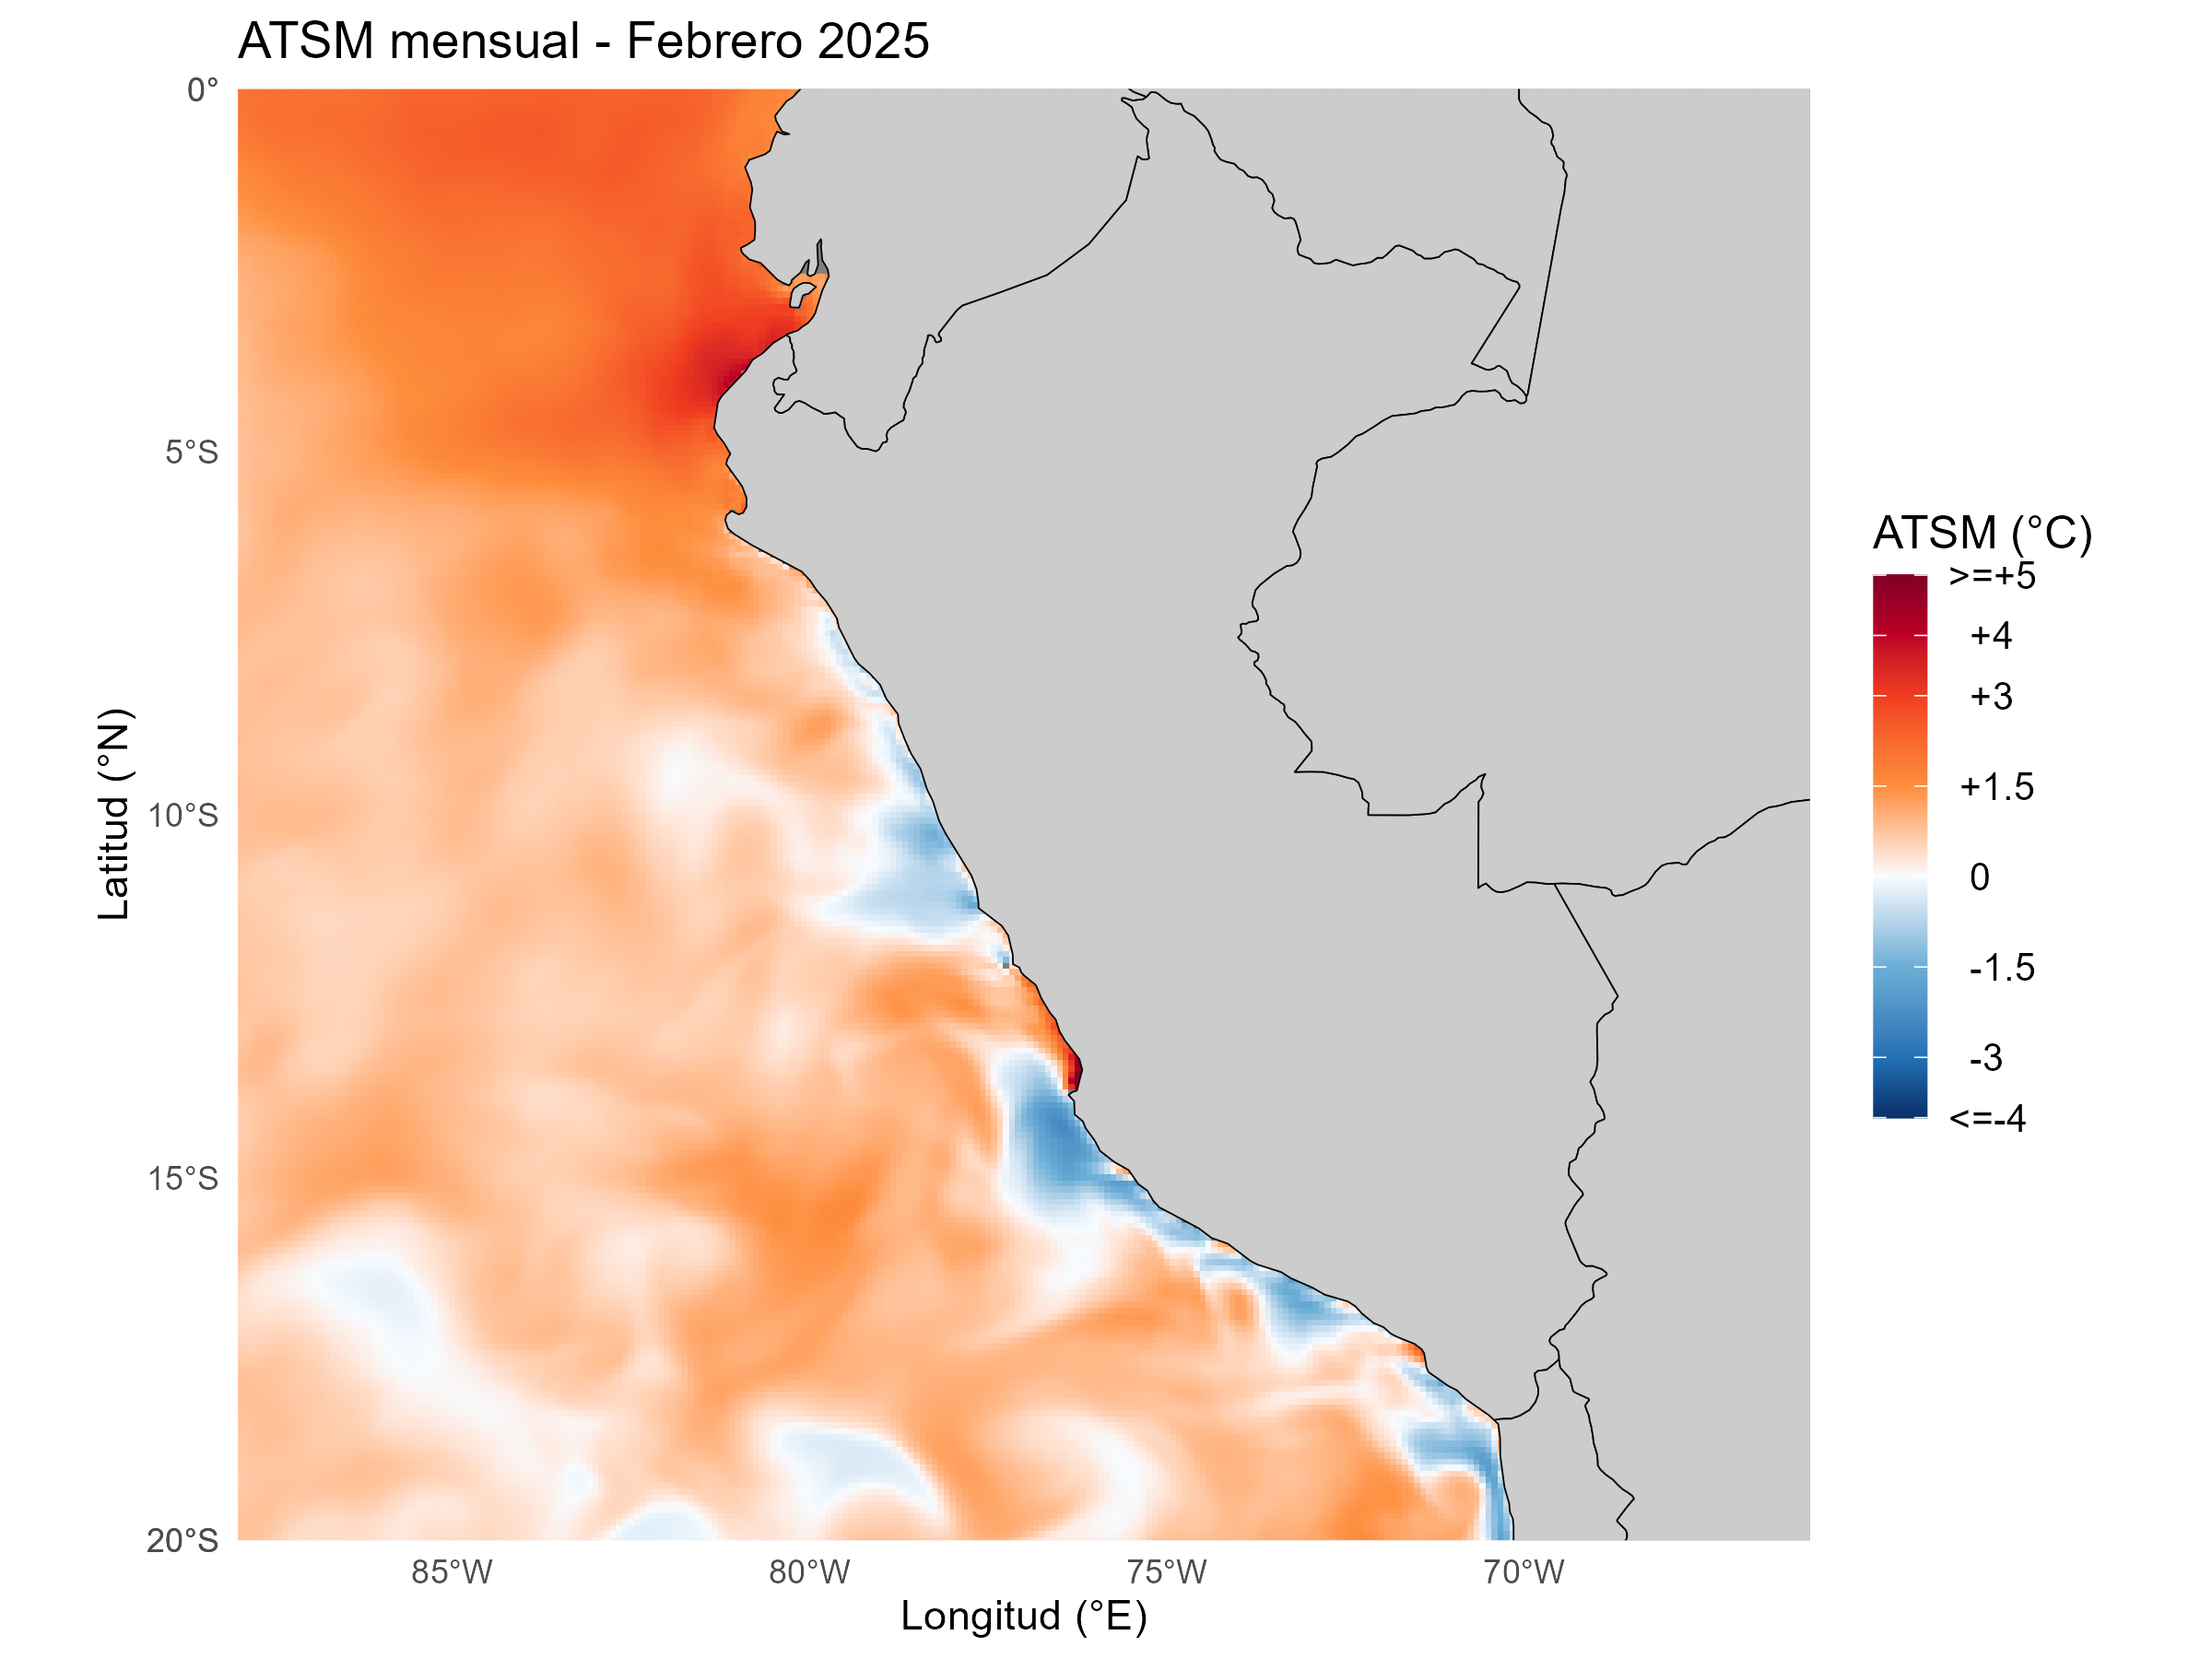 ATSM mensual - Febrero 2025
0°
5°S
10°S
15°S
20°S
Latitud (°N)
85°W
80°W
75°W
70°W
Longitud (°E)
ATSM (°C)
>=+5
+4
+3
+1.5
0
-1.5
-3
<=-4